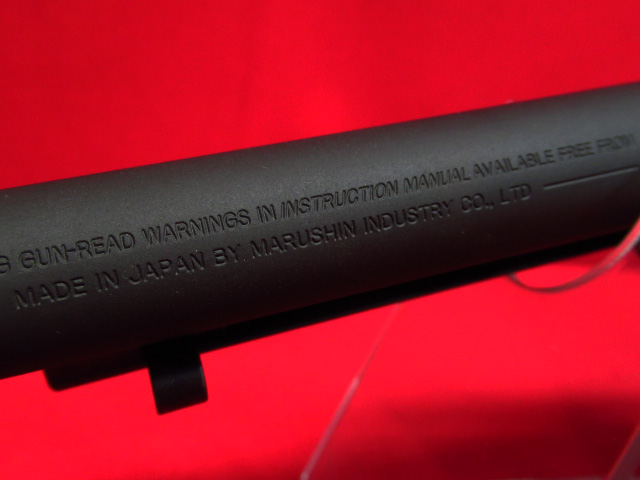 GUN-READ WARNINGS IN INSTRUCTION MANUAL AVAILABLE FREE FROM
MADE IN JAPAN BY. MARUSHIN INDUSTRY CO., LTD